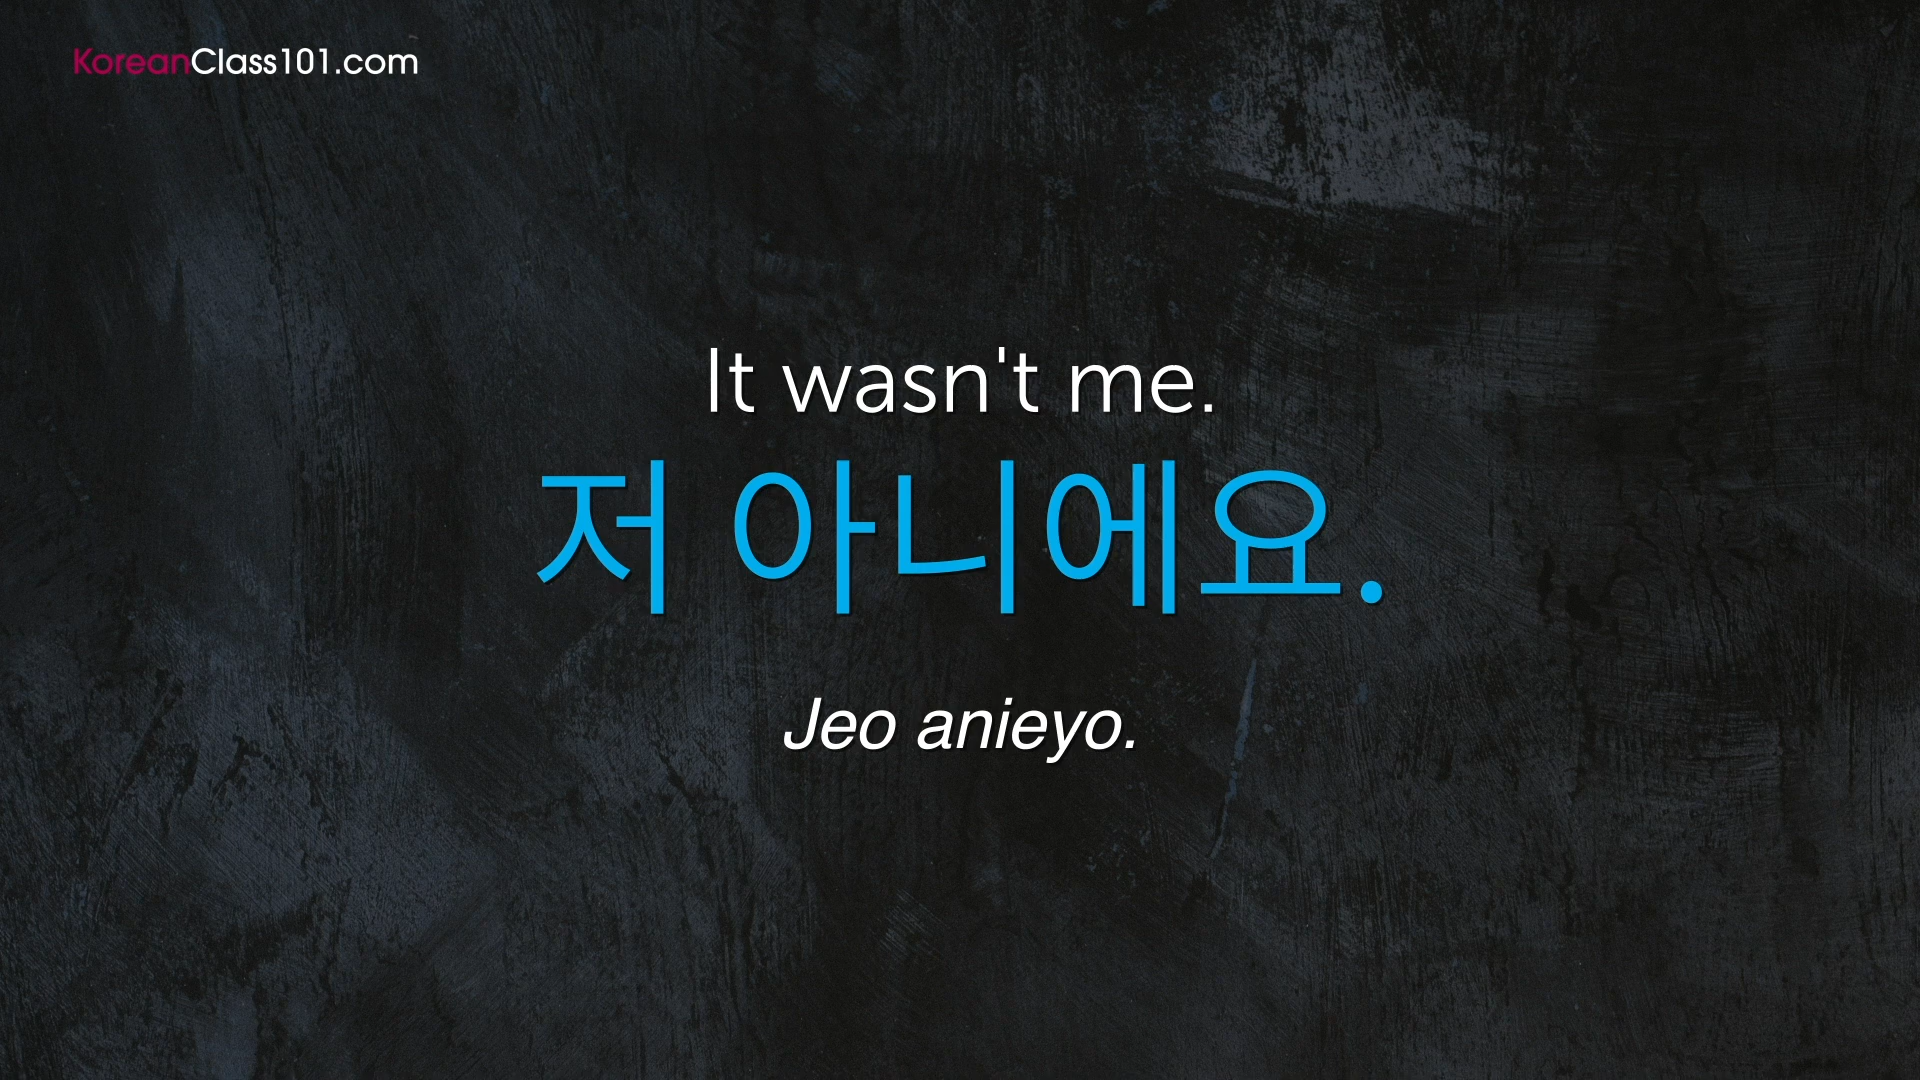 KoreanClass101.com
It wasn't me.
저 아니에요.
Jeo anieyo.